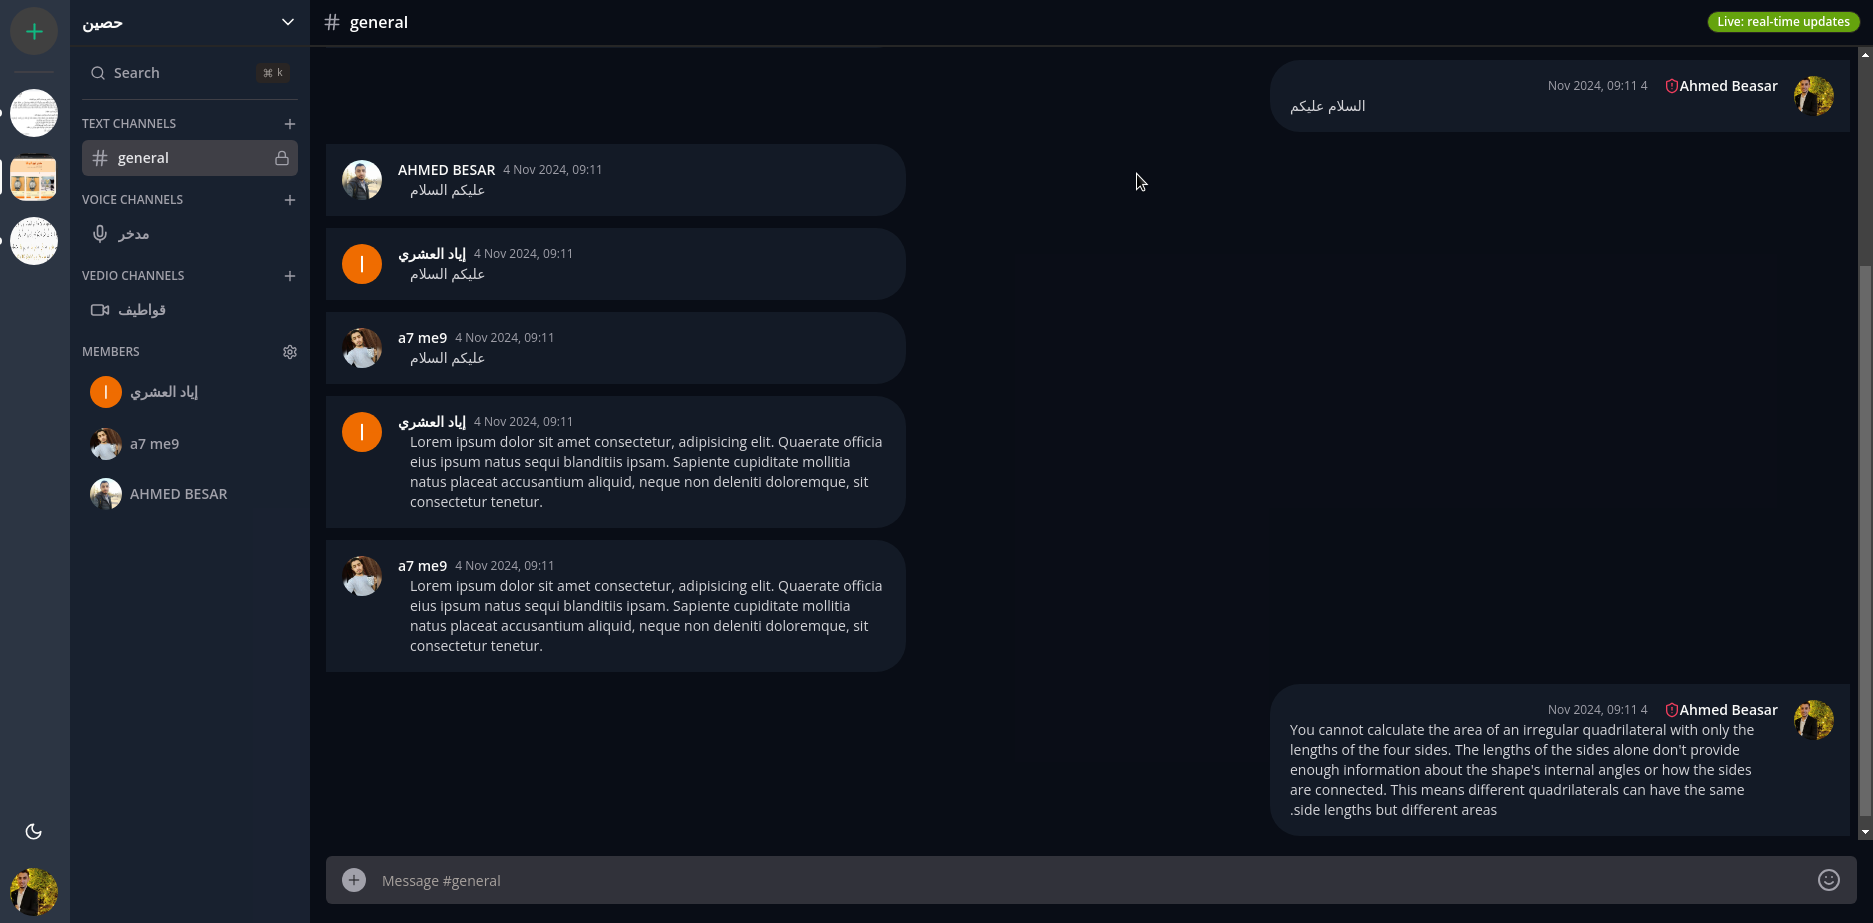 حصين
Search
⌘ k
TEXT CHANNELS
general
VOICE CHANNELS
مدخر
VEDIO CHANNELS
قواطيف
MEMBERS
إياد العشري
a7 me9
AHMED BESAR
# general
Live: real-time updates
Nov 2024, 09:11 4 Ahmed Beasar
السلام عليكم
AHMED BESAR 4 Nov 2024, 09:11
عليكم السلام
إياد العشري 4 Nov 2024, 09:11
عليكم السلام
a7 me9 4 Nov 2024, 09:11
عليكم السلام
إياد العشري 4 Nov 2024, 09:11
Lorem ipsum dolor sit amet consectetur, adipisicing elit. Quaerate officia
eius ipsum natus sequi blanditiis ipsam. Sapiente cupiditate mollitia
natus placeat accusantium aliquid, neque non deleniti doloremque, sit
consectetur tenetur.
a7 me9 4 Nov 2024, 09:11
Lorem ipsum dolor sit amet consectetur, adipisicing elit. Quaerate officia
eius ipsum natus sequi blanditiis ipsam. Sapiente cupiditate mollitia
natus placeat accusantium aliquid, neque non deleniti doloremque, sit
consectetur tenetur.
Nov 2024, 09:11 4 Ahmed Beasar
You cannot calculate the area of an irregular quadrilateral with only the
lengths of the four sides. The lengths of the sides alone don't provide
enough information about the shape's internal angles or how the sides
are connected. This means different quadrilaterals can have the same
.side lengths but different areas
Message #general